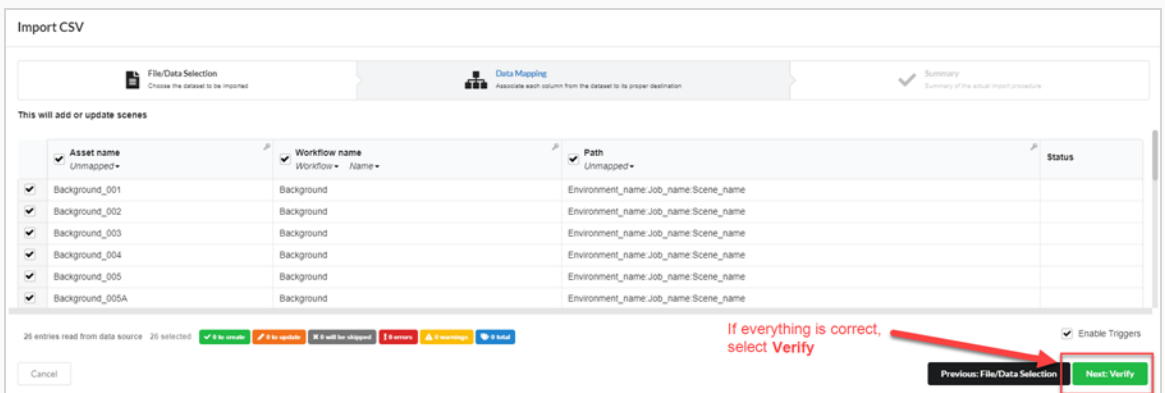 Import CSV
File/Data Selection
Choose the dataset to be imported
Data Mapping
Associate each column from the dataset to its proper destination
Summary
Summary of the actual import procedure
This will add or update scenes
Asset name
Unmapped
Workflow name
Workflow Name
Path
Unmapped
Status
Background_001 Background Environment_name:Job_name:Scene_name
Background_002 Background Environment_name:Job_name:Scene_name
Background_003 Background Environment_name:Job_name:Scene_name
Background_004 Background Environment_name:Job_name:Scene_name
Background_005 Background Environment_name:Job_name:Scene_name
Background_005A Background Environment_name:Job_name:Scene_name
26 entries read from data source 26 selected 0 to create 0 to update 0 will be skipped 0 errors 0 warnings 0 total
If everything is correct,
select Verify
Enable Triggers
Cancel
Previous: File/Data Selection
Next: Verify